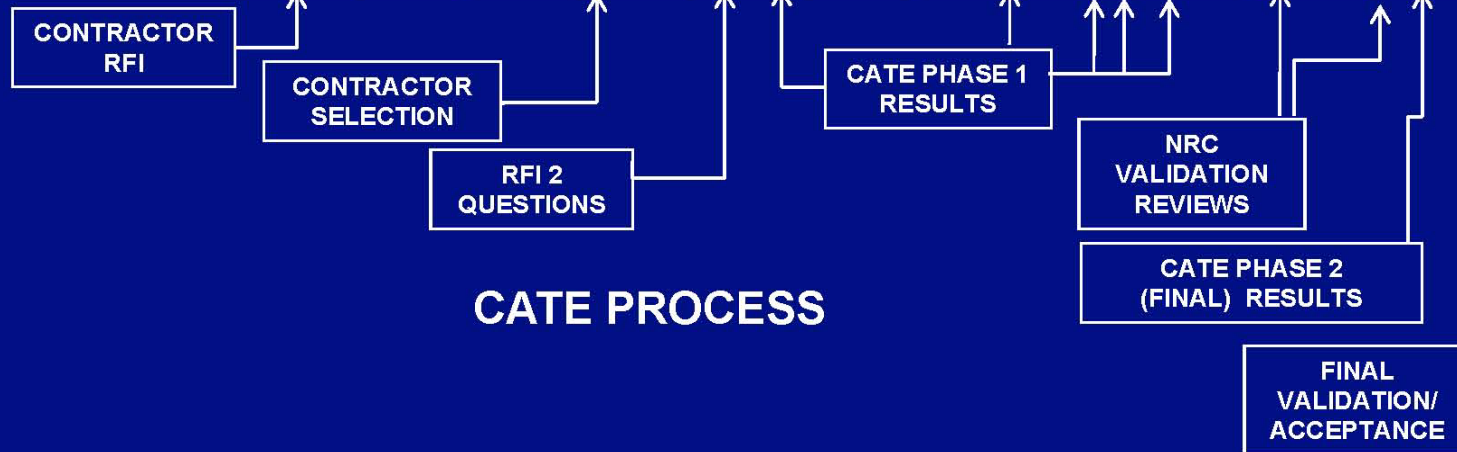 CONTRACTOR
RFI
CONTRACTOR
SELECTION
RFI 2
QUESTIONS
CATE PHASE 1
RESULTS
NRC
VALIDATION
REVIEWS
CATE PHASE 2
(FINAL) RESULTS
CATE PROCESS
FINAL
VALIDATION/
ACCEPTANCE